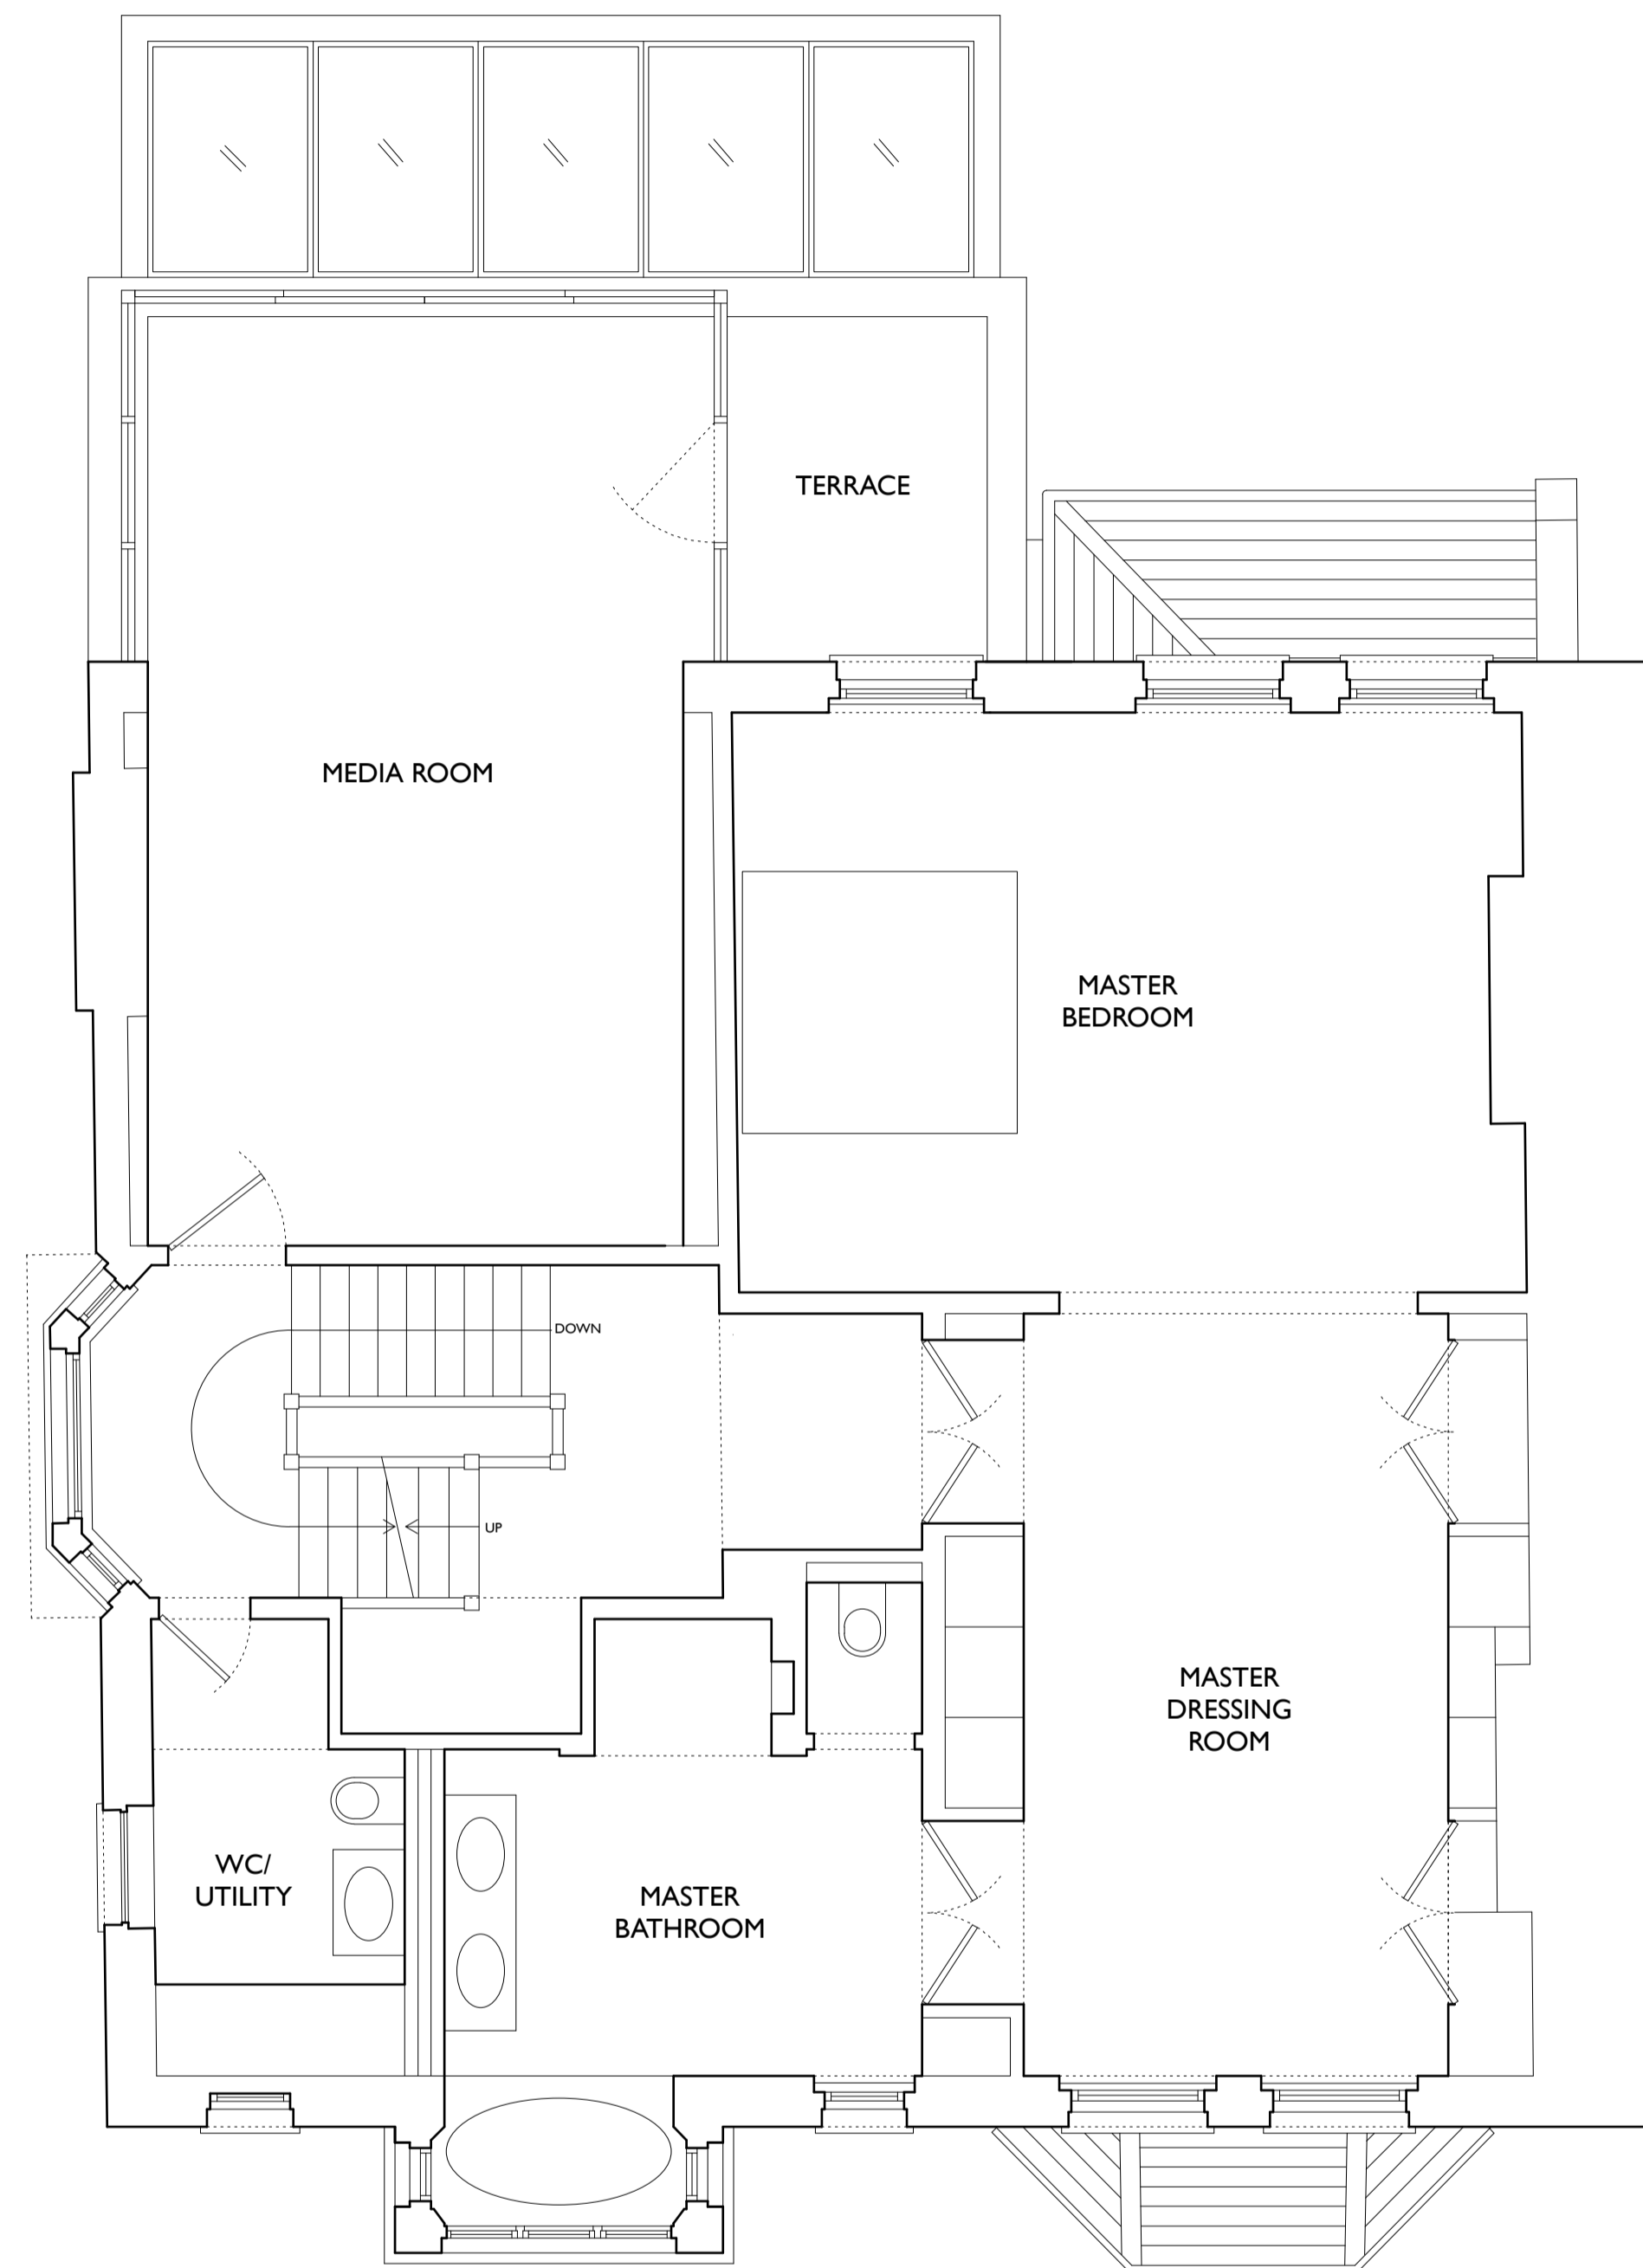 TERRACE
MEDIA ROOM
MASTER
BEDROOM
DOWN
UP
MASTER
DRESSING
ROOM
WC/
UTILITY
MASTER
BATHROOM